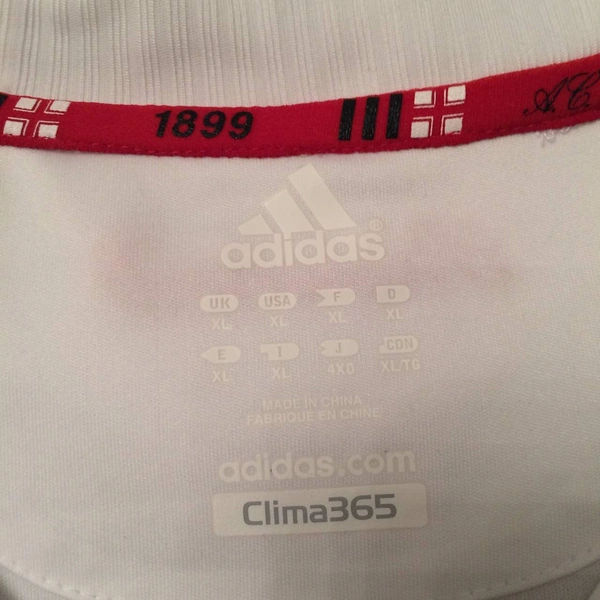 1899
A.C.
adidas®
UK USA F D
XL XL XL XL
E I J CDN
XL XL 4XO XL/TG
MADE IN CHINA
FABRIQUE EN CHINE
adidas.com
Clima365